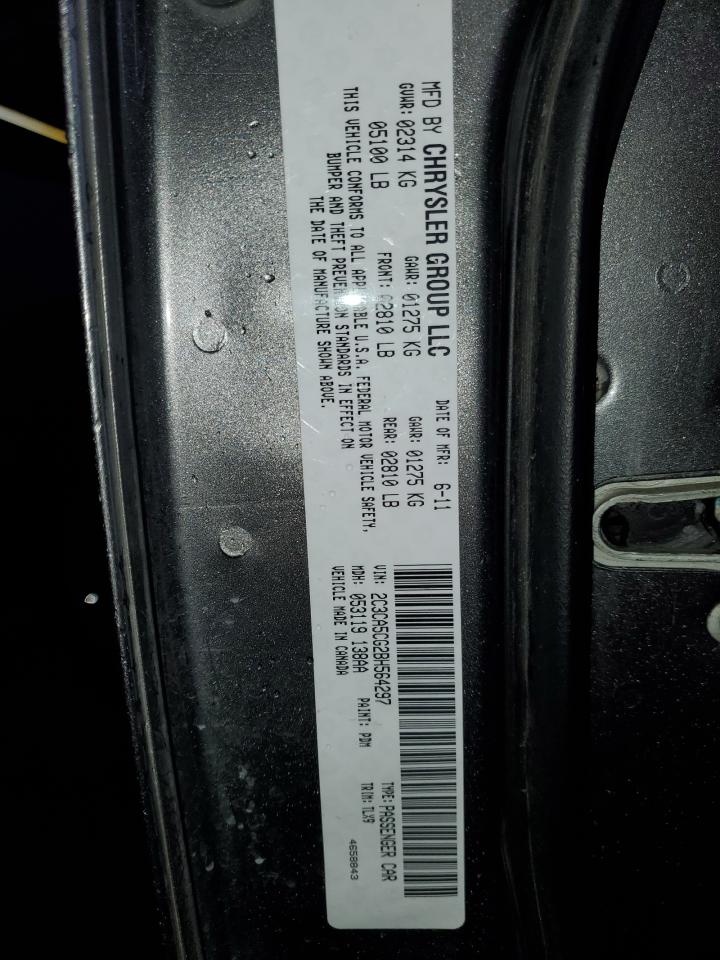 MFD BY CHRYSLER GROUP LLC DATE OF MFR: 6-11
GVWR: 02314 KG GAWR: 01275 KG GAWR: 01275 KG
05100 LB FRONT: 02810 LB REAR: 02810 LB
THIS VEHICLE CONFORMS TO ALL APPLICABLE U.S.A. FEDERAL MOTOR VEHICLE SAFETY,
BUMPER AND THEFT PREVENTION STANDARDS IN EFFECT ON
THE DATE OF MANUFACTURE SHOWN ABOVE.
VIN: 2C3CA5CG2BH564297 TYPE: PASSENGER CAR
MDH: 053119 138AA PAINT: PDM TRIM: TLX9
VEHICLE MADE IN CANADA 4658843